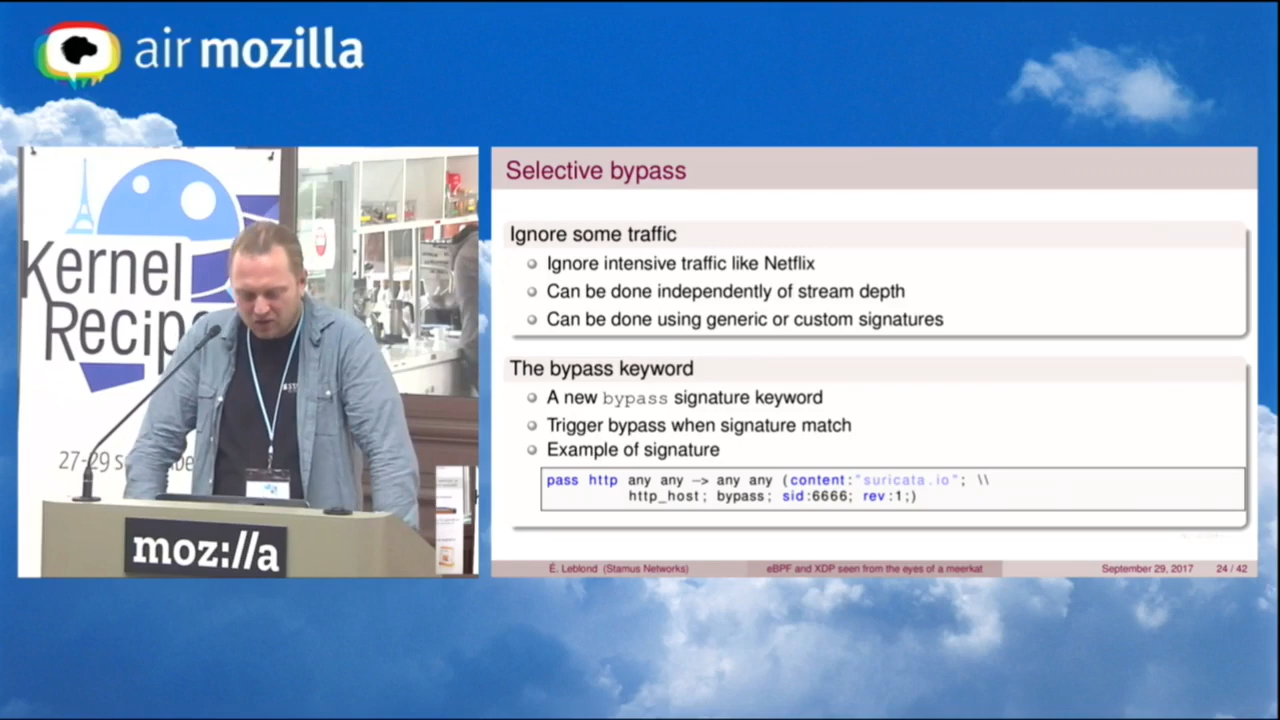 air mozilla
Kernel
Recip
27-29 S
moz://a
Selective bypass
Ignore some traffic
Ignore intensive traffic like Netflix
Can be done independently of stream depth
Can be done using generic or custom signatures
The bypass keyword
A new bypass signature keyword
Trigger bypass when signature match
Example of signature
pass http any any -> any any (content:"suricata.io"; \\
http_host; bypass; sid:6666; rev:1;)
É. Leblond (Stamus Networks)
eBPF and XDP seen from the eyes of a meerkat
September 29, 2017
24 / 42